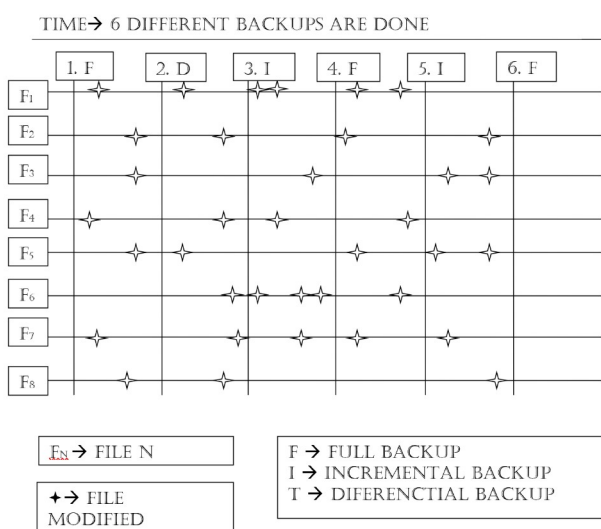 TIME→ 6 DIFFERENT BACKUPS ARE DONE
1. F 2. D 3. I 4. F 5. I 6. F
F1
F2
F3
F4
F5
F6
F7
F8
FN → FILE N
✦→ FILE
MODIFIED
F → FULL BACKUP
I → INCREMENTAL BACKUP
T → DIFERENCTIAL BACKUP